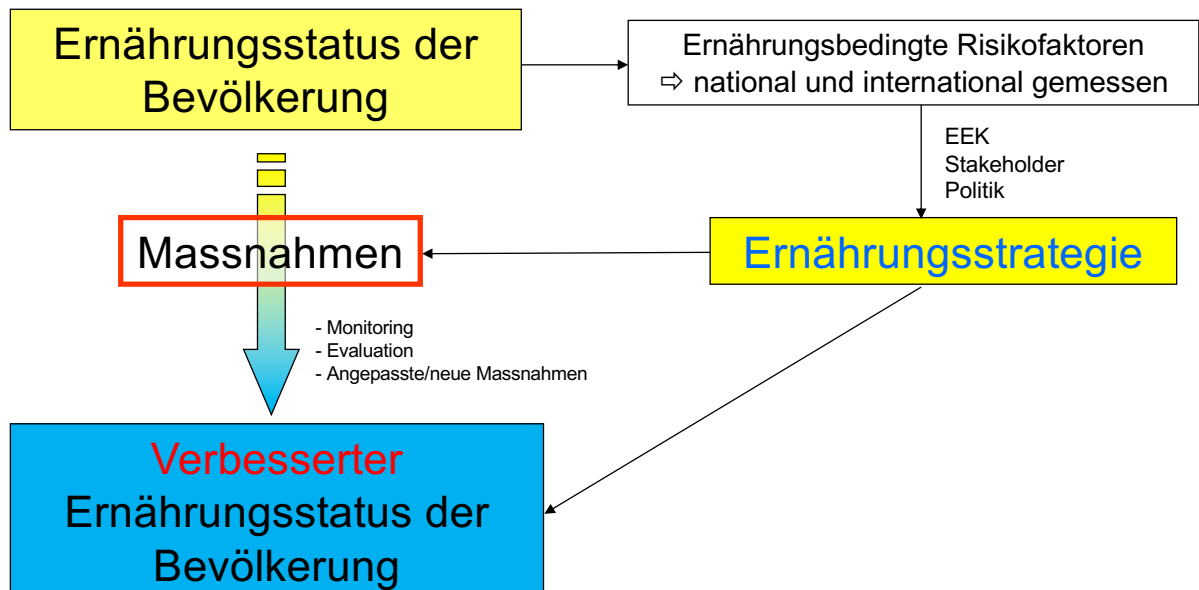 Ernährungsstatus der
Bevölkerung
Ernährungsbedingte Risikofaktoren
⇨ national und international gemessen
EEK
Stakeholder
Politik
Massnahmen
Ernährungsstrategie
- Monitoring
- Evaluation
- Angepasste/neue Massnahmen
Verbesserter
Ernährungsstatus der
Bevölkerung